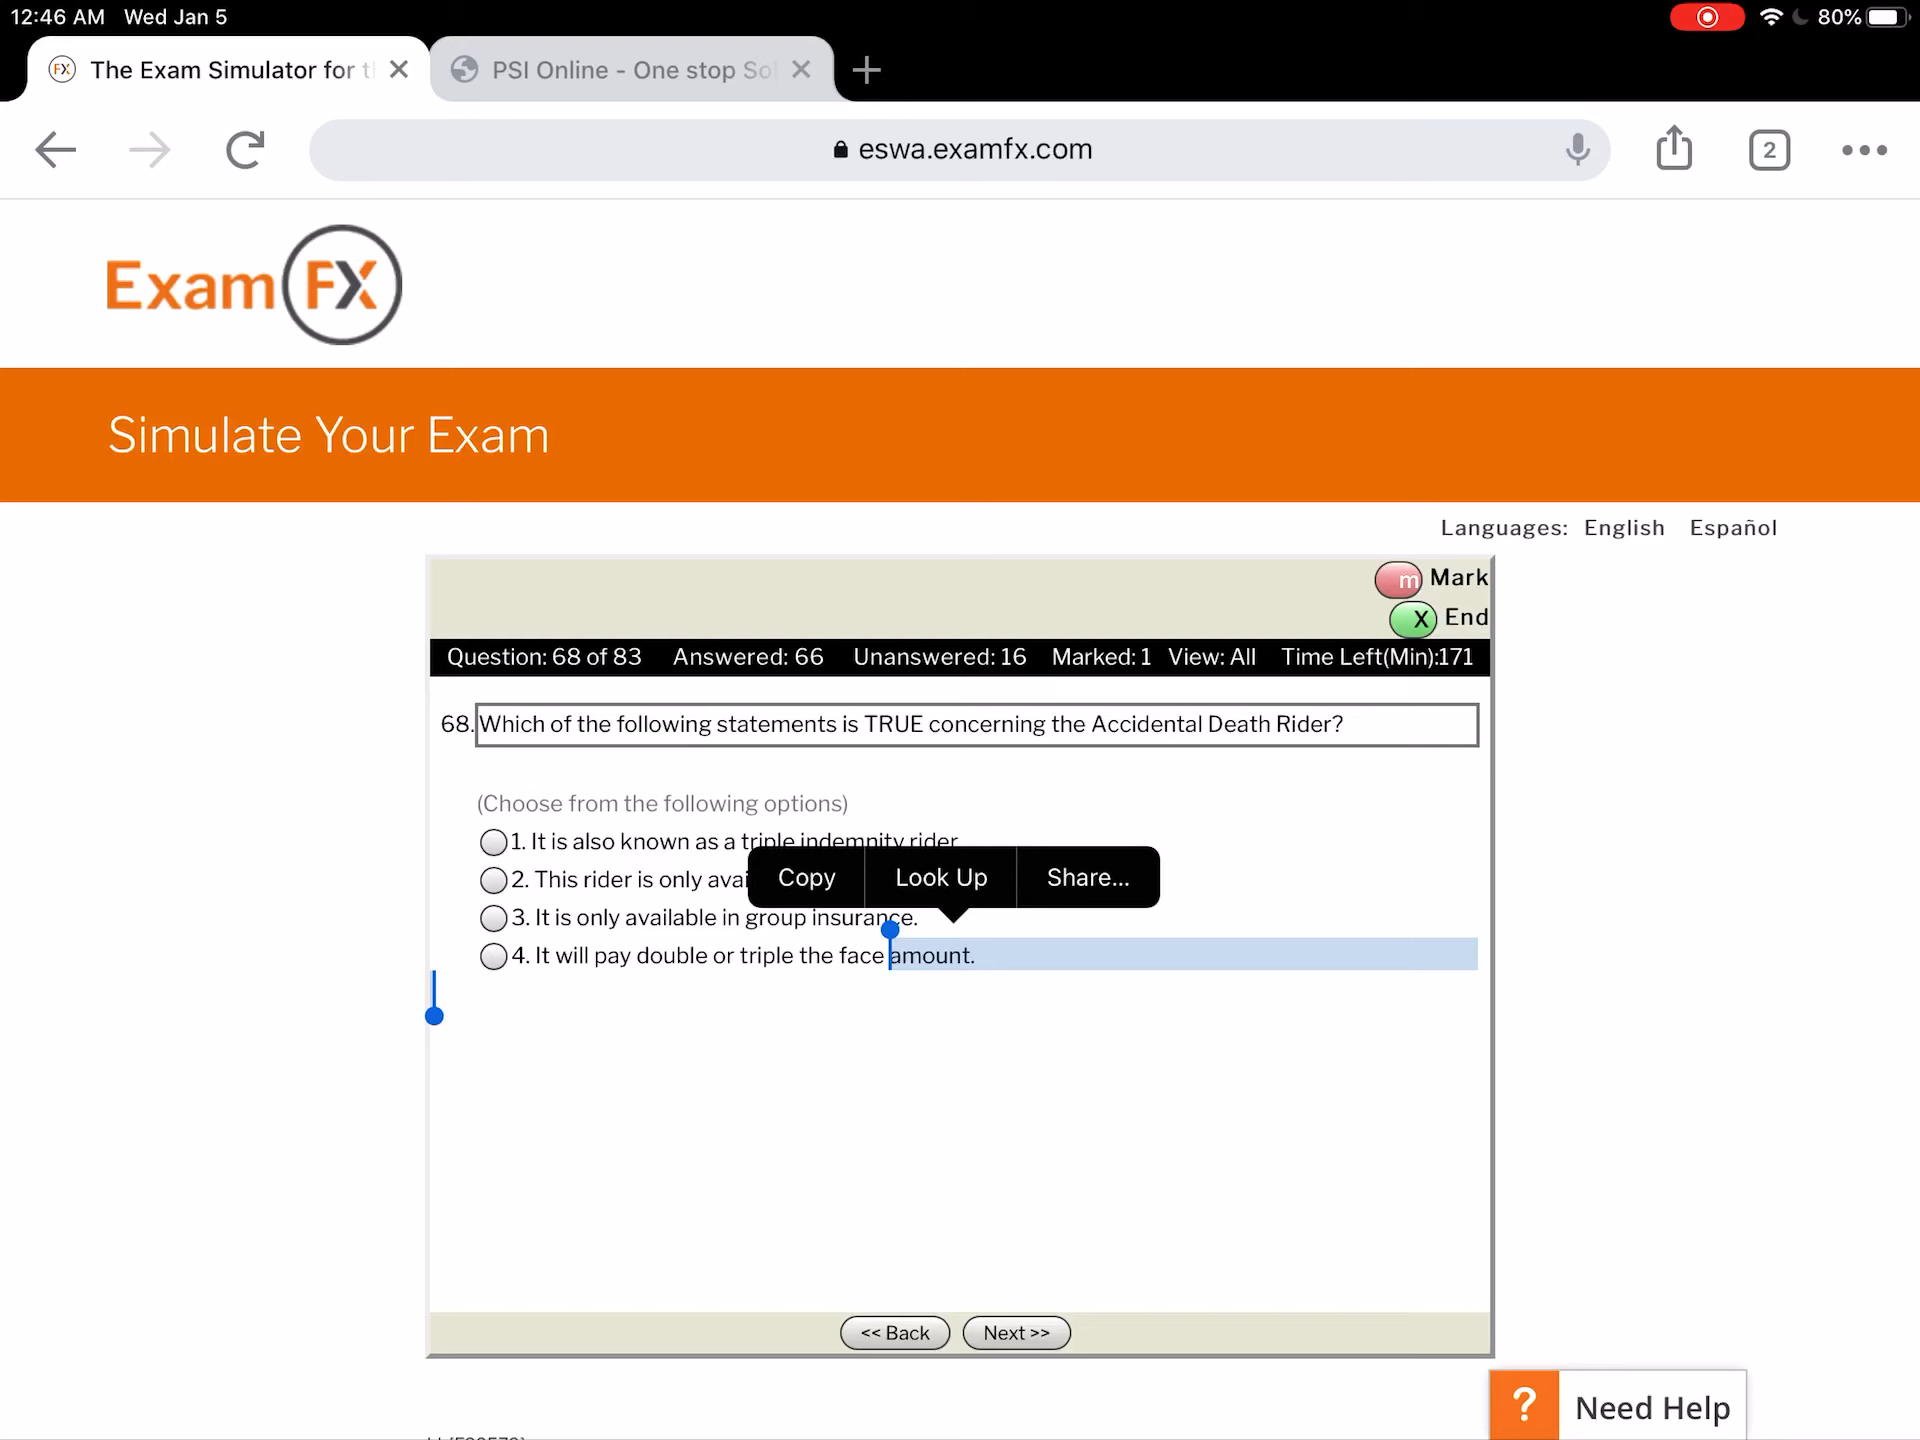 12:46 AM Wed Jan 5
80%
The Exam Simulator for t
PSI Online - One stop Sol
eswa.examfx.com
2
Exam FX
Simulate Your Exam
Languages: English Español
m Mark
X End
Question: 68 of 83 Answered: 66 Unanswered: 16 Marked: 1 View: All Time Left(Min):171
68. Which of the following statements is TRUE concerning the Accidental Death Rider?
(Choose from the following options)
1. It is also known as a triple indemnity rider
2. This rider is only avai
Copy Look Up Share...
3. It is only available in group insurance.
4. It will pay double or triple the face amount.
<< Back Next >>
? Need Help